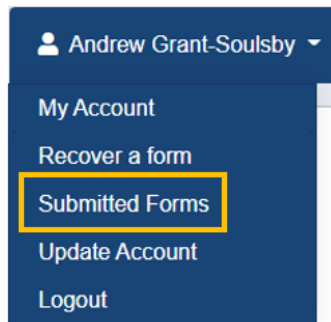 Andrew Grant-Soulsby
My Account
Recover a form
Submitted Forms
Update Account
Logout